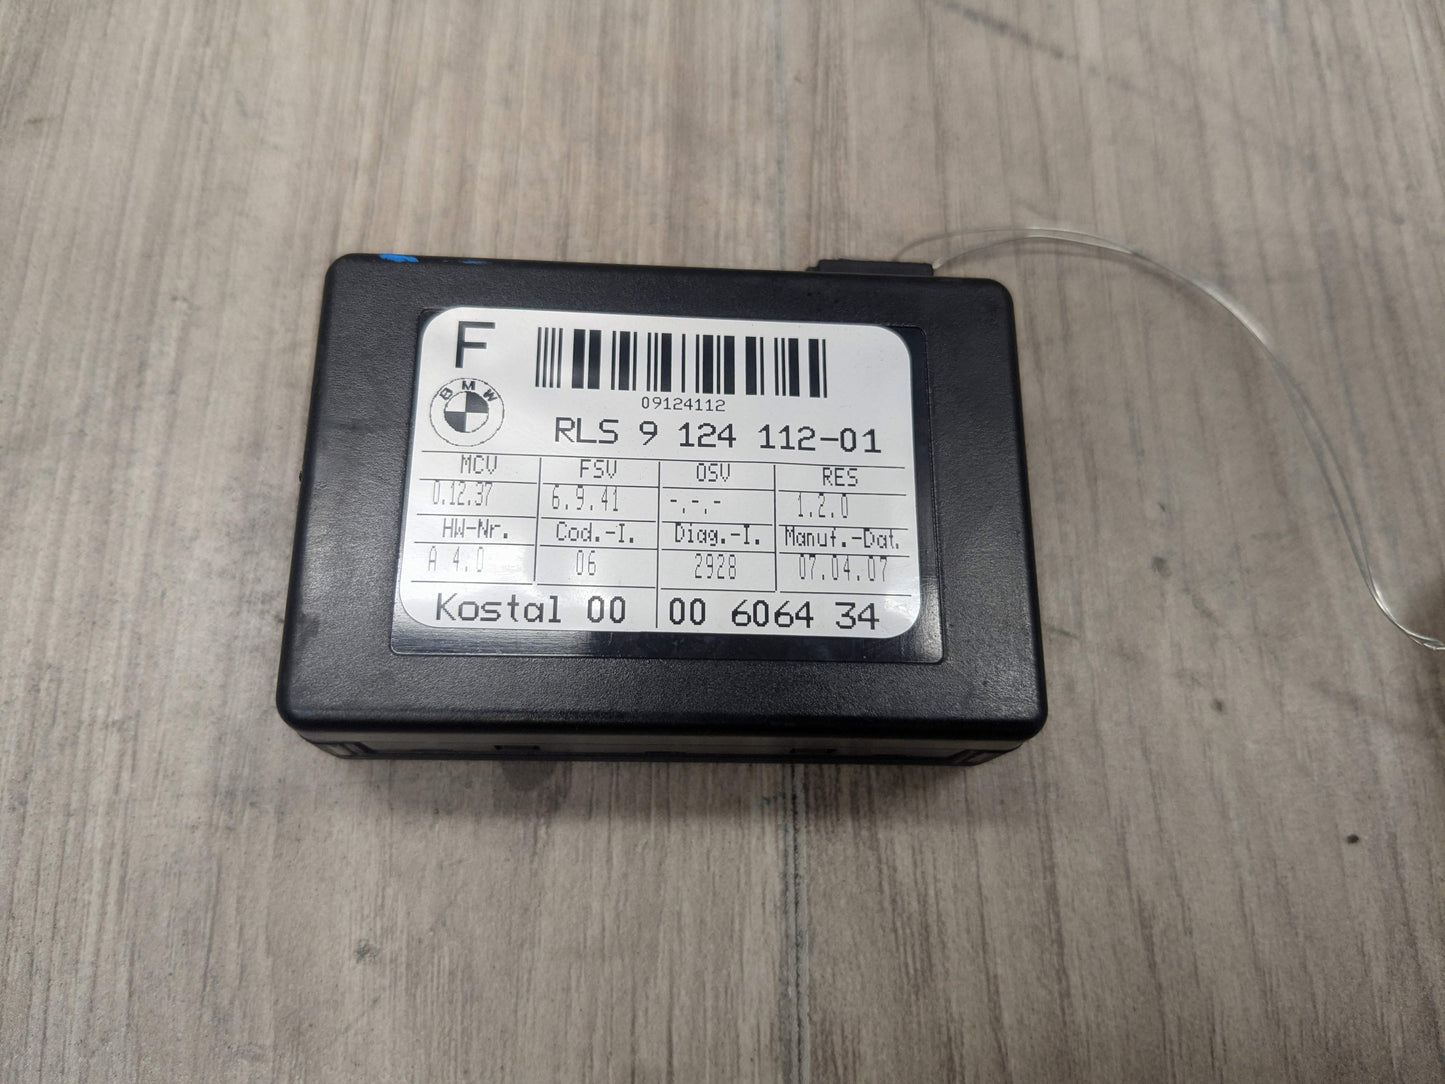 F
BMW
09124112
RLS 9 124 112-01
MCV FSV OSV RES
0.12.37 6.9.41 -.-.- 1.2.0
HW-Nr. Cod.-I. Diag.-I. Manuf.-Dat.
A 4.0 06 2928 07.04.07
Kostal 00 00 6064 34